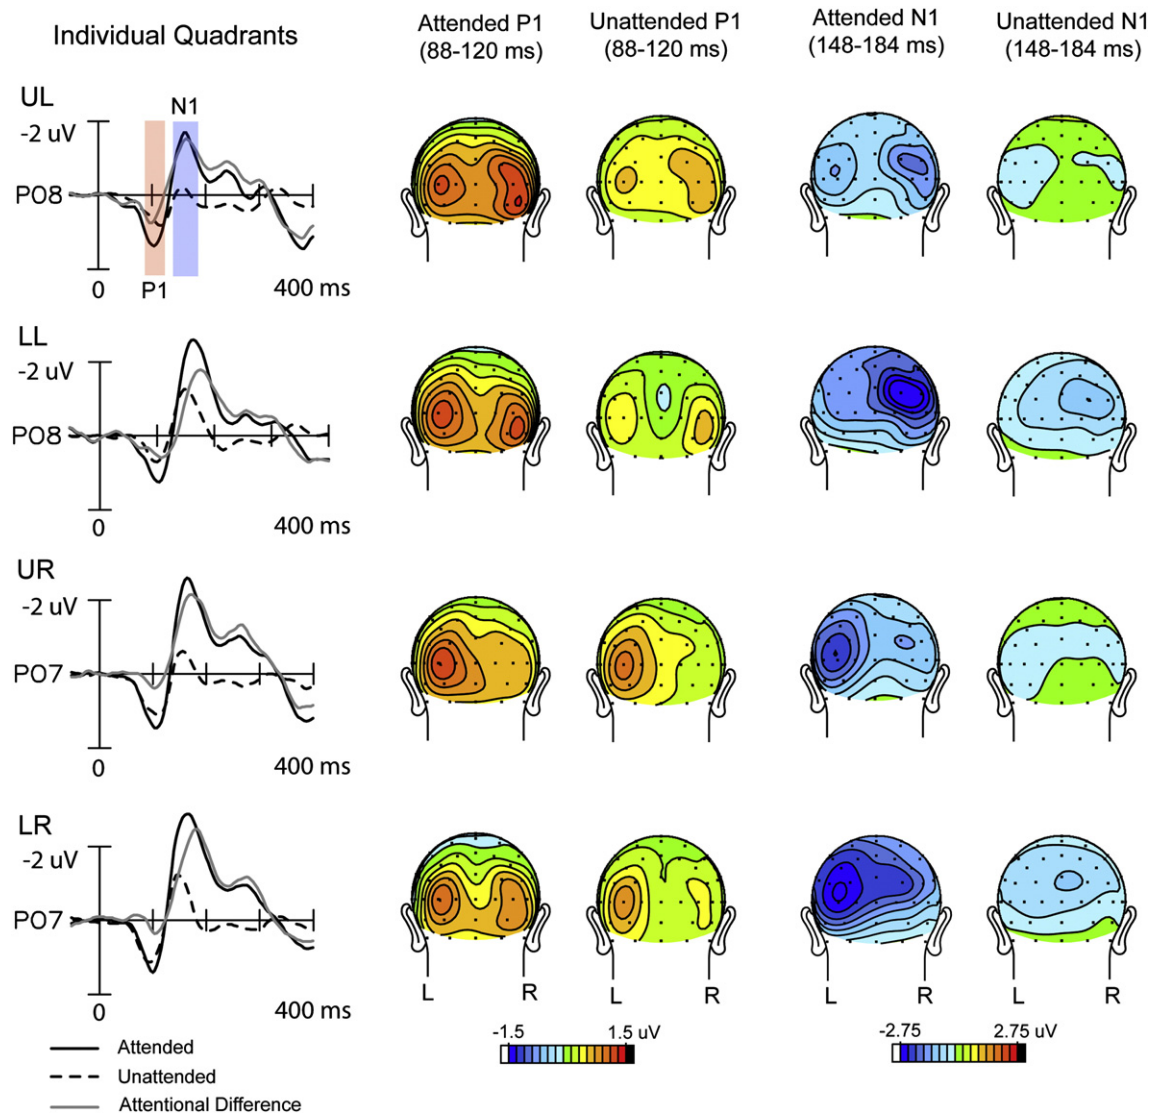 Individual Quadrants
Attended P1
(88-120 ms)
Unattended P1
(88-120 ms)
Attended N1
(148-184 ms)
Unattended N1
(148-184 ms)
UL
N1
-2 uV
PO8
0
P1
400 ms
LL
-2 uV
PO8
0
400 ms
UR
-2 uV
PO7
0
400 ms
LR
-2 uV
PO7
0
400 ms
L R
L R
L R
L R
-1.5 1.5 uV
-2.75 2.75 uV
Attended
Unattended
Attentional Difference